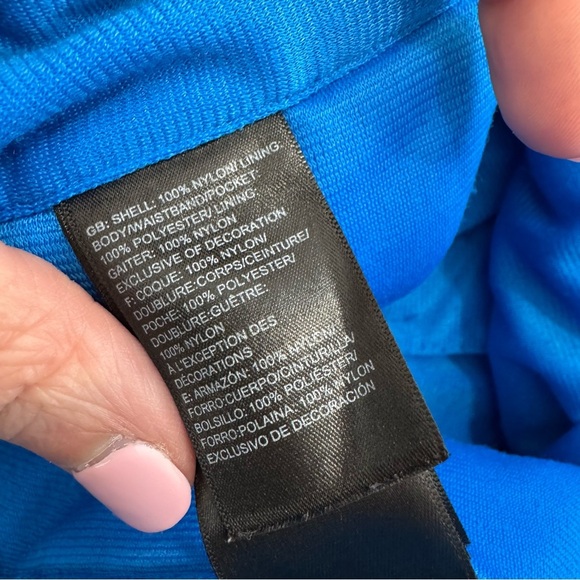 GB: SHELL: 100% NYLON/ LINING:
BODY/WAISTBAND/POCKET
100% POLYESTER/ LINING
GAITER: 100% NYLON
EXCLUSIVE OF DECORATION
F: COQUE: 100% NYLON/
DOUBLURE:CORPS/CEINTURE/
POCHE: 100% POLYESTER/
DOUBLURE:GUÊTRE:
100% NYLON
À L'EXCEPTION DES
DÉCORATIONS
E: ARMAZÓN: 100% NYLON/
FORRO:CUERPO/CINTURILLA/
BOLSILLO: 100% POLIÉSTER/
FORRO:POLAINA: 100% NYLON
EXCLUSIVO DE DECORACIÓN